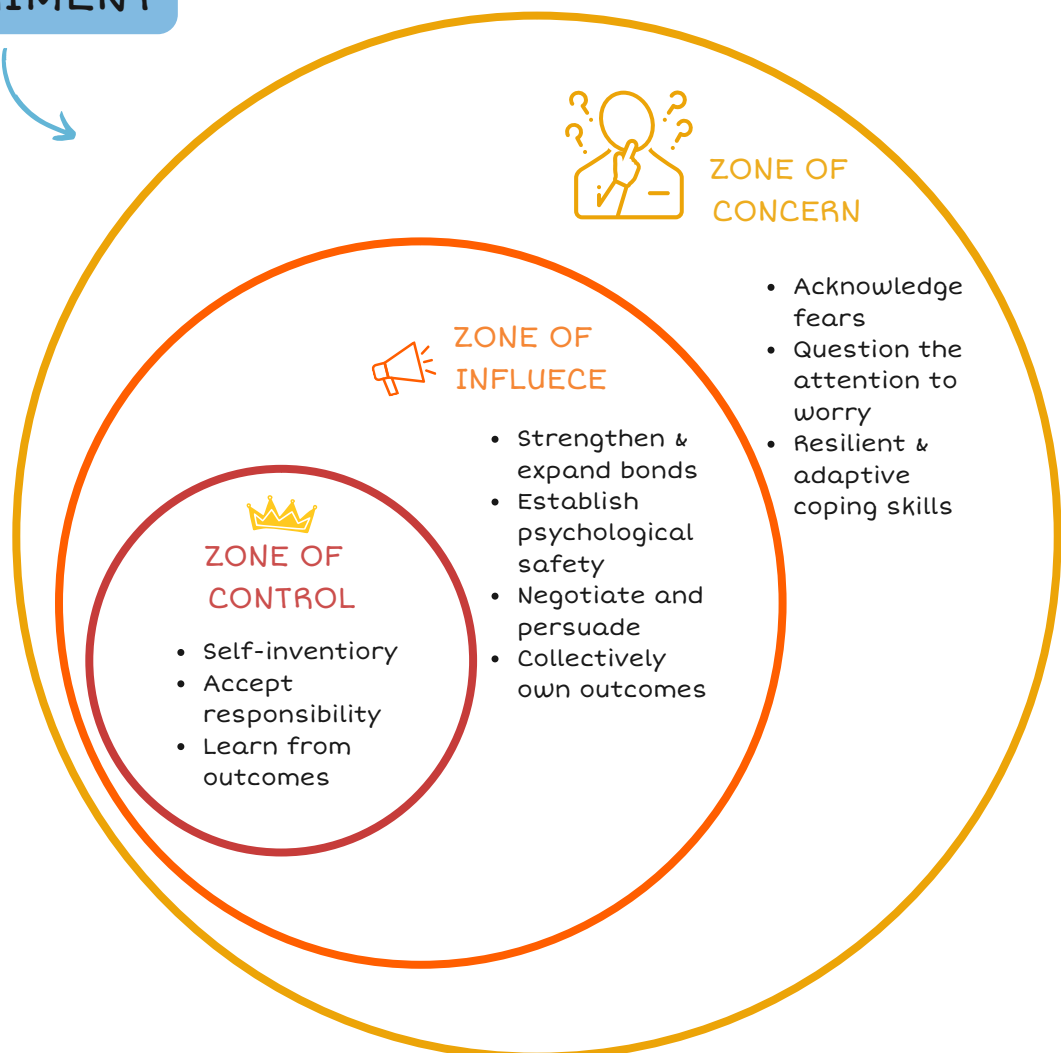 ZONE OF
CONCERN
• Acknowledge
fears
• Question the
attention to
worry
• Resilient &
adaptive
coping skills
ZONE OF
INFLUECE
• Strengthen &
expand bonds
• Establish
psychological
safety
• Negotiate and
persuade
• Collectively
own outcomes
ZONE OF
CONTROL
• Self-inventiory
• Accept
responsibility
• Learn from
outcomes